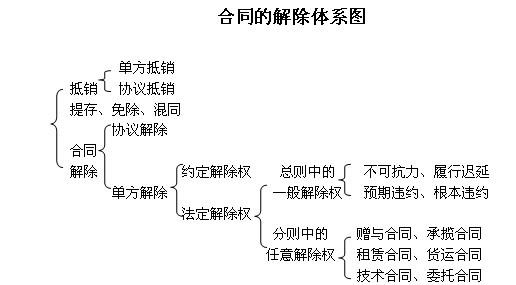 合同的解除体系图
单方抵销
抵销
协议抵销
提存、免除、混同
协议解除
合同
解除
单方解除
约定解除权
法定解除权
总则中的
一般解除权
不可抗力、履行迟延
预期违约、根本违约
分则中的
任意解除权
赠与合同、承揽合同
租赁合同、货运合同
技术合同、委托合同